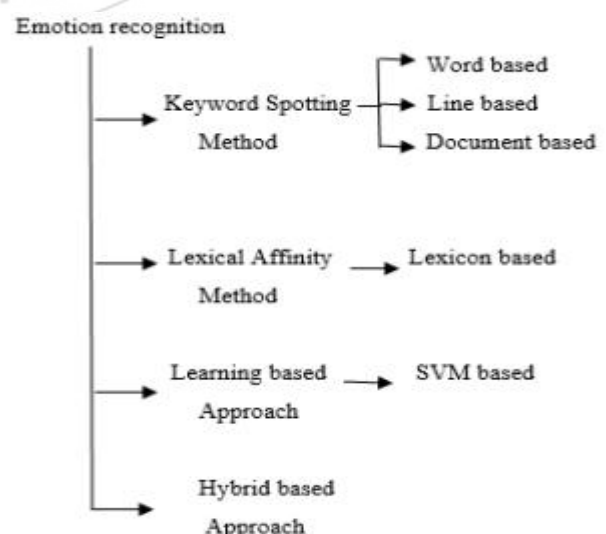 Emotion recognition
Word based
Keyword Spotting
Line based
Method
Document based
Lexical Affinity
Lexicon based
Method
Learning based
SVM based
Approach
Hybrid based
Approach